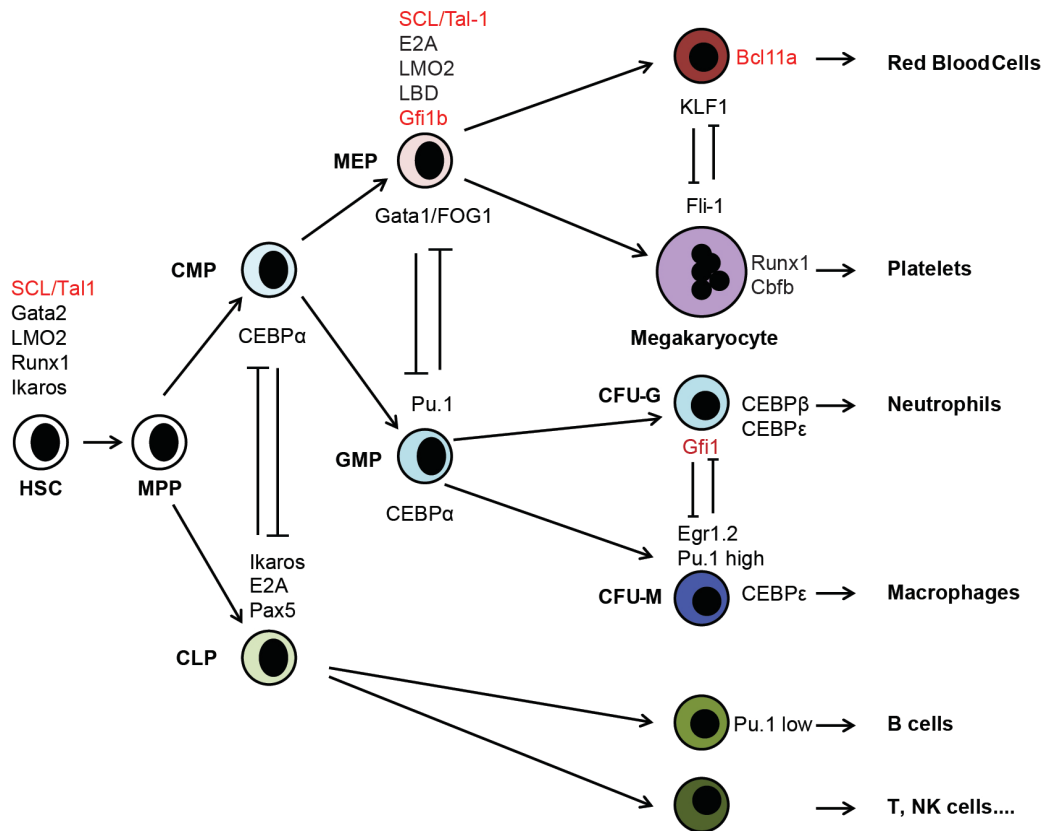 SCL/Tal-1
E2A
LMO2
LBD
Gfi1b
MEP
Gata1/FOG1
Bcl11a
Red Blood Cells
KLF1
Fli-1
Runx1
Cbfb
Platelets
Megakaryocyte
CMP
CEBPα
SCL/Tal1
Gata2
LMO2
Runx1
Ikaros
HSC
MPP
Pu.1
GMP
CEBPα
CFU-G
CEBPβ
CEBPε
Neutrophils
Gfi1
Egr1.2
Pu.1 high
CFU-M
CEBPε
Macrophages
Ikaros
E2A
Pax5
CLP
Pu.1 low
B cells
T, NK cells....